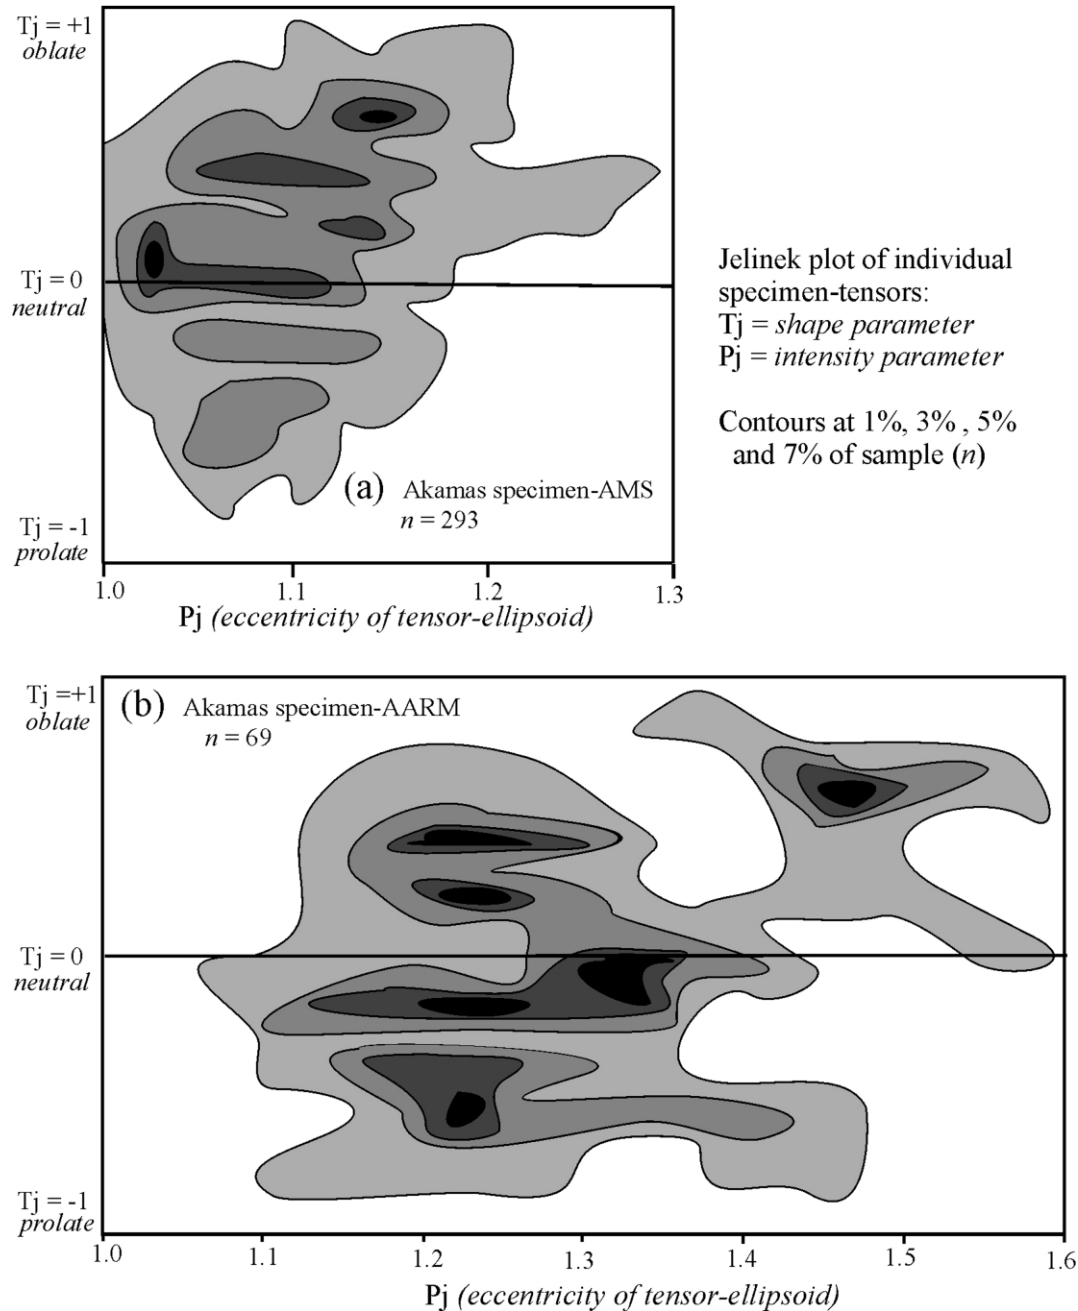 Tj = +1
oblate
Tj = 0
neutral
Tj = -1
prolate
(a) Akamas specimen-AMS
n = 293
1.0 1.1 1.2 1.3
Pj (eccentricity of tensor-ellipsoid)
Jelinek plot of individual
specimen-tensors:
Tj = shape parameter
Pj = intensity parameter
Contours at 1%, 3% , 5%
and 7% of sample (n)
Tj =+1
oblate
(b) Akamas specimen-AARM
n = 69
Tj = 0
neutral
Tj = -1
prolate
1.0 1.1 1.2 1.3 1.4 1.5 1.6
Pj (eccentricity of tensor-ellipsoid)